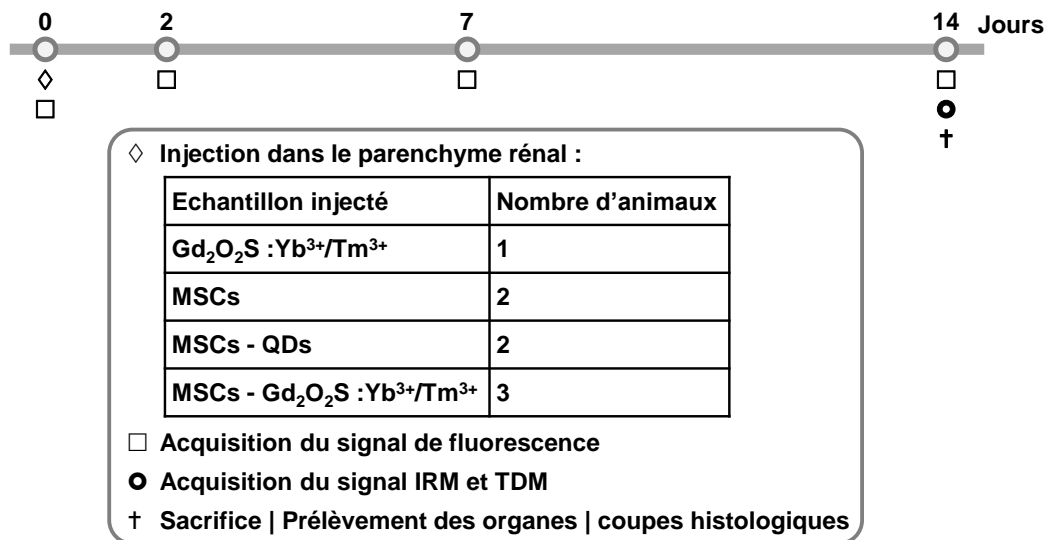 0 2 7 14 Jours
◊ Injection dans le parenchyme rénal :
Echantillon injecté Nombre d'animaux
Gd₂O₂S :Yb³⁺/Tm³⁺ 1
MSCs 2
MSCs - QDs 2
MSCs - Gd₂O₂S :Yb³⁺/Tm³⁺ 3
□ Acquisition du signal de fluorescence
Acquisition du signal IRM et TDM
† Sacrifice | Prélèvement des organes | coupes histologiques